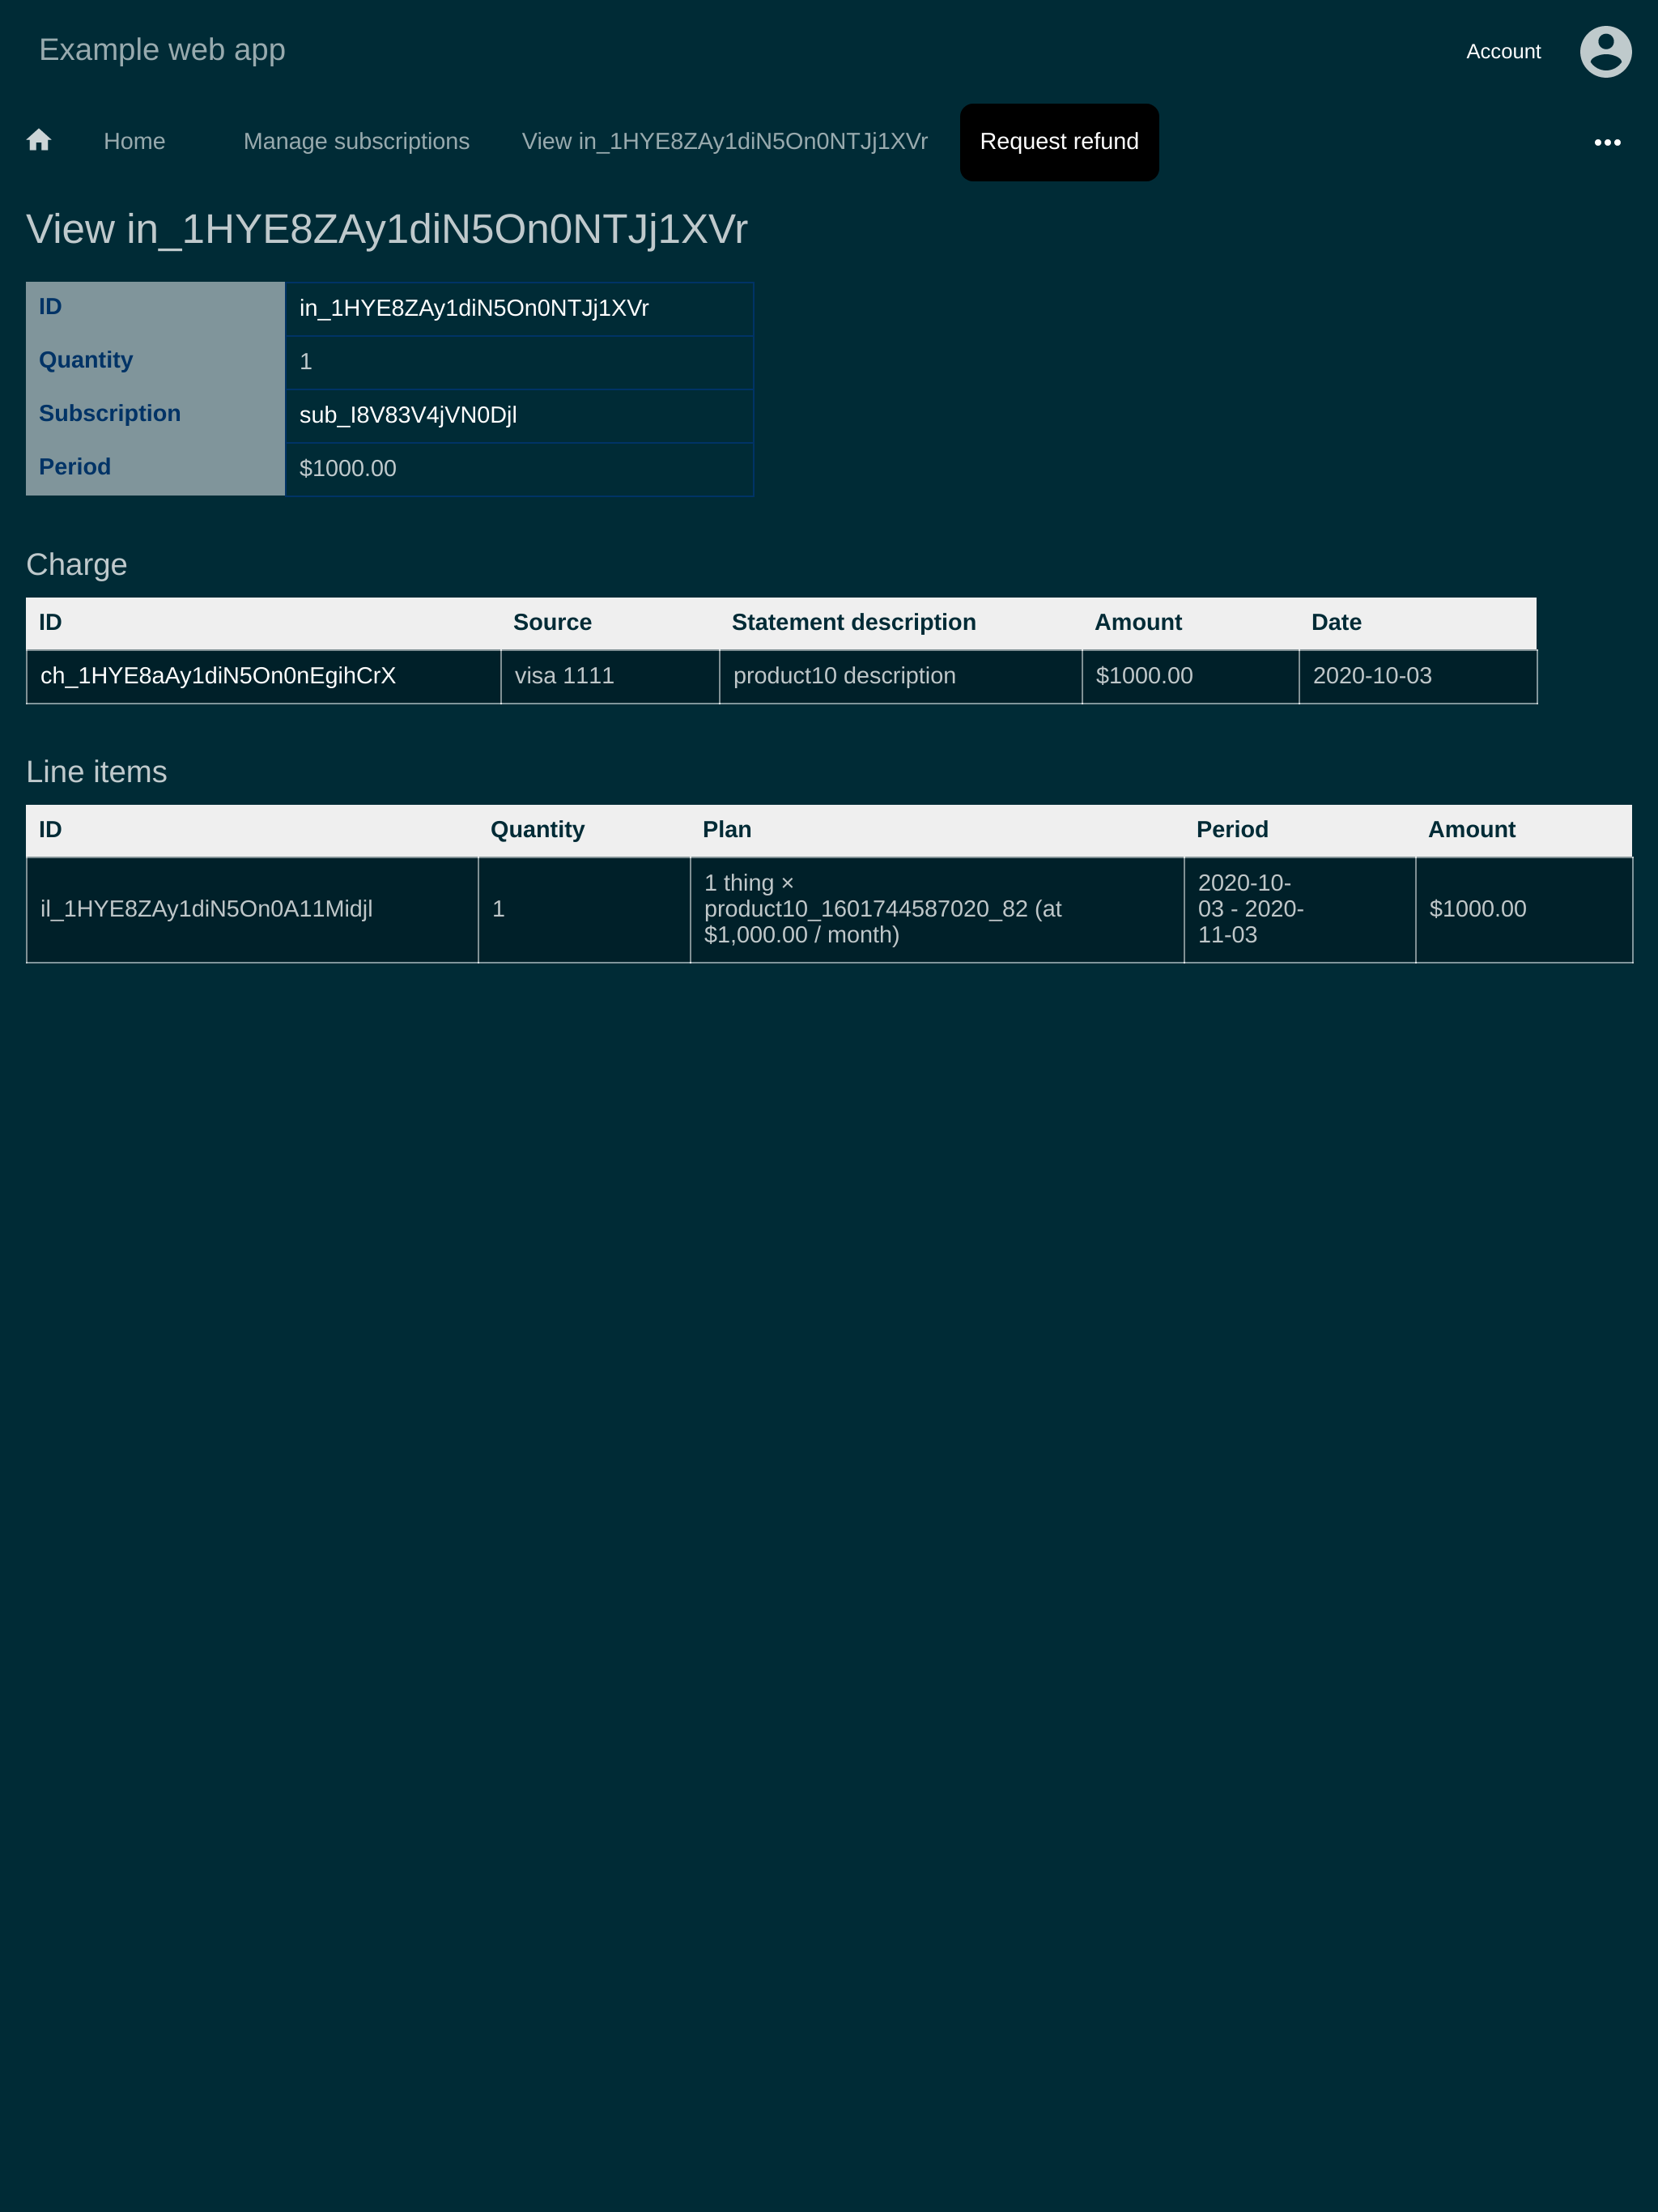 Example web app
Account
Home Manage subscriptions View in_1HYE8ZAy1diN5On0NTJj1XVr Request refund
View in_1HYE8ZAy1diN5On0NTJj1XVr
ID in_1HYE8ZAy1diN5On0NTJj1XVr
Quantity 1
Subscription sub_I8V83V4jVN0Djl
Period $1000.00
Charge
ID Source Statement description Amount Date
ch_1HYE8aAy1diN5On0nEgihCrX visa 1111 product10 description $1000.00 2020-10-03
Line items
ID Quantity Plan Period Amount
il_1HYE8ZAy1diN5On0A11Midjl
1
1 thing ×
product10_1601744587020_82 (at
$1,000.00 / month)
2020-10-
03 - 2020-
11-03
$1000.00